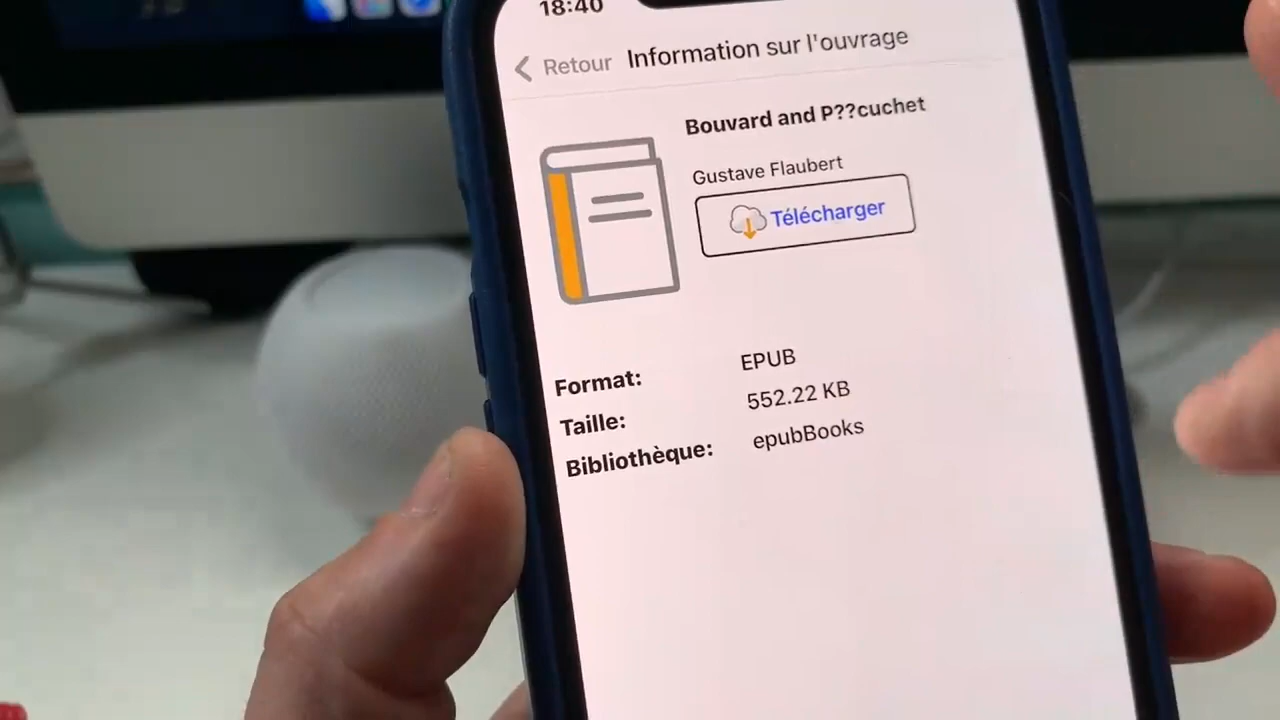 18:40
Retour Information sur l'ouvrage
Bouvard and P??cuchet
Gustave Flaubert
Télécharger
Format: EPUB
Taille: 552.22 KB
Bibliothèque: epubBooks